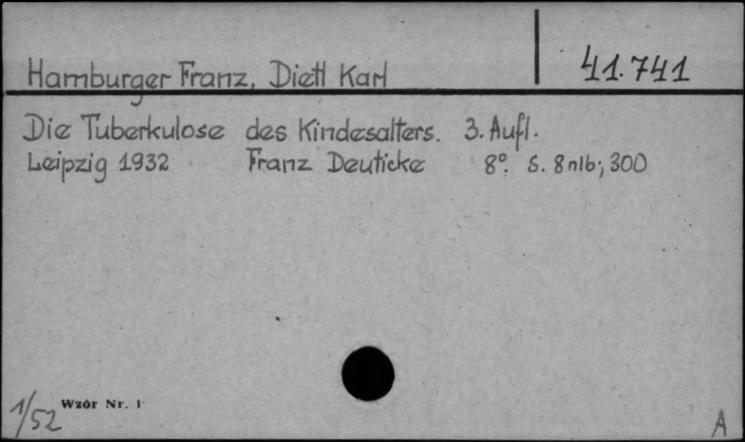 41.741
Hamburger Franz, Dietl Karl
Die Tuberkulose des Kindesalters. 3. Aufl.
Leipzig 1932 Franz Deuticke 8°. S. 8nlb; 300
1/52 Wzór Nr. 1
A